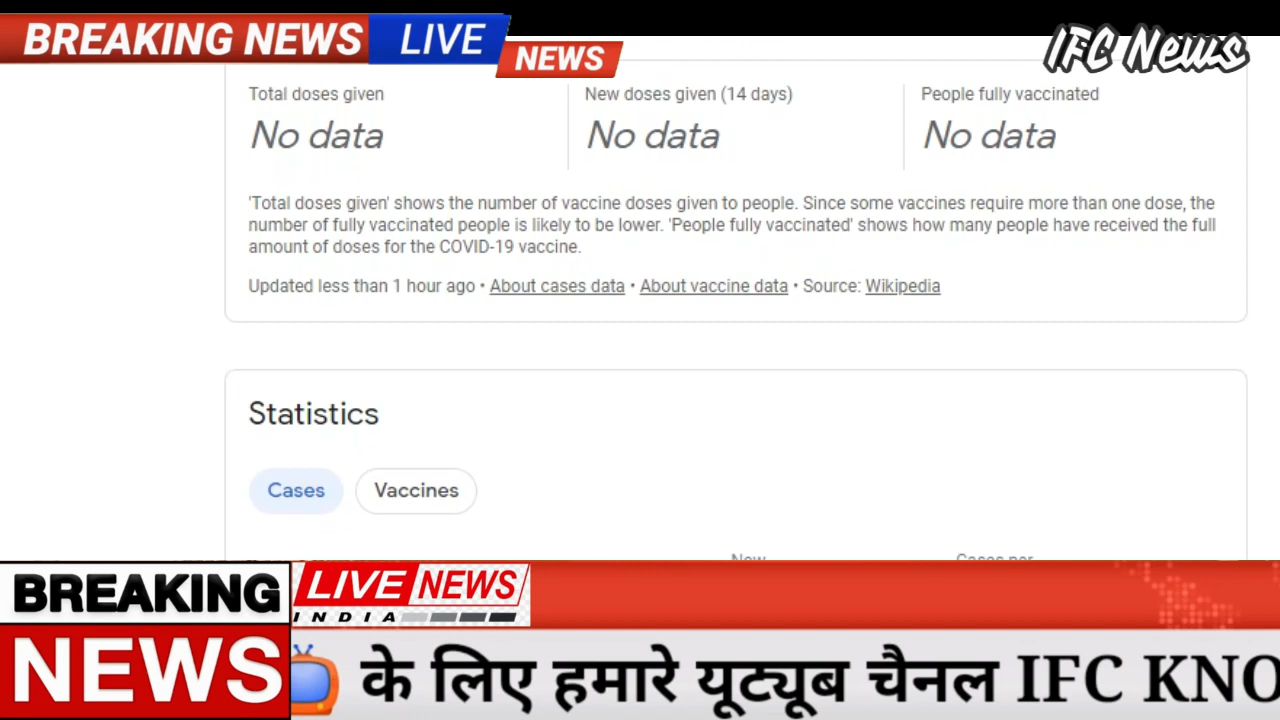 BREAKING NEWS LIVE
NEWS
IFC News
Total doses given
New doses given (14 days)
People fully vaccinated
No data
No data
No data
'Total doses given' shows the number of vaccine doses given to people. Since some vaccines require more than one dose, the
number of fully vaccinated people is likely to be lower. 'People fully vaccinated' shows how many people have received the full
amount of doses for the COVID-19 vaccine.
Updated less than 1 hour ago • About cases data • About vaccine data • Source: Wikipedia
Statistics
Cases
Vaccines
New
Cases per
BREAKING
NEWS
LIVE NEWS
INDIA
के लिए हमारे यूट्यूब चैनल IFC KNO